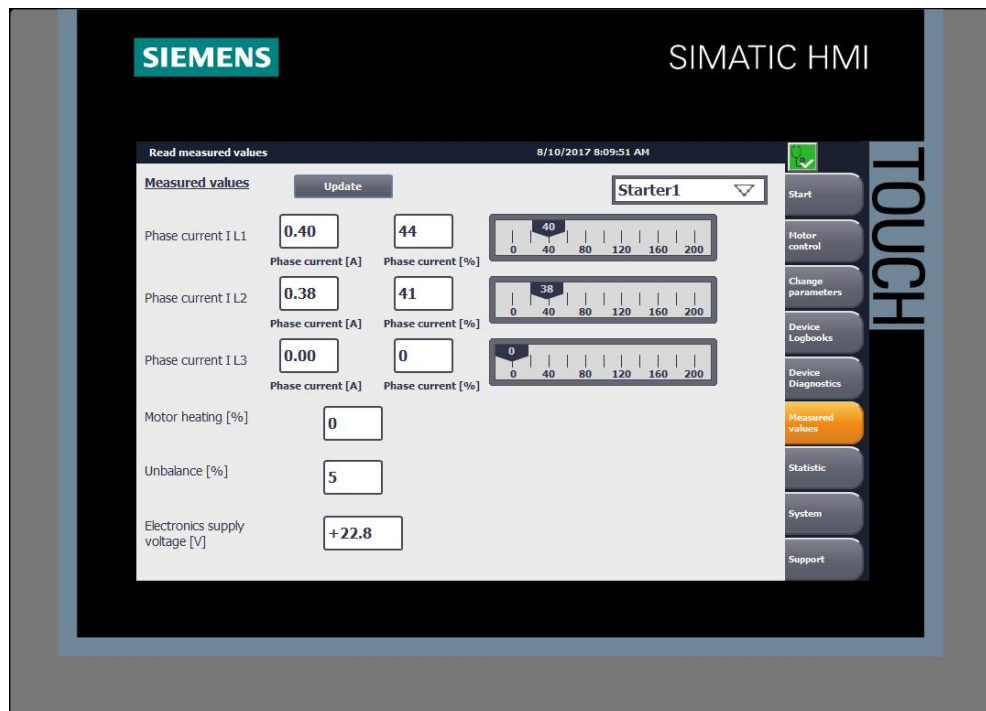 SIEMENS
SIMATIC HMI
TOUCH
Read measured values 8/10/2017 8:09:51 AM
Measured values Update Starter1
Phase current I L1 0.40 44 40
0 40 80 120 160 200
Phase current [A] Phase current [%]
Phase current I L2 0.38 41 38
0 40 80 120 160 200
Phase current [A] Phase current [%]
Phase current I L3 0.00 0 0
0 40 80 120 160 200
Phase current [A] Phase current [%]
Motor heating [%] 0
Unbalance [%] 5
Electronics supply
voltage [V] +22.8
Start
Motor
control
Change
parameters
Device
Logbooks
Device
Diagnostics
Measured
values
Statistic
System
Support